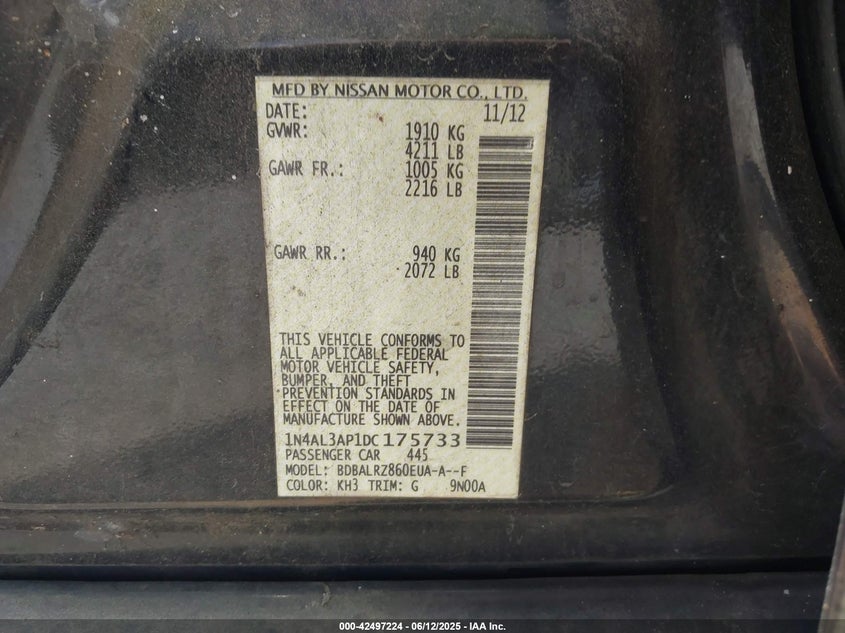 MFD BY NISSAN MOTOR CO., LTD.
DATE: 11/12
GVWR: 1910 KG
4211 LB
GAWR FR.: 1005 KG
2216 LB
GAWR RR.: 940 KG
2072 LB
THIS VEHICLE CONFORMS TO
ALL APPLICABLE FEDERAL
MOTOR VEHICLE SAFETY,
BUMPER, AND THEFT
PREVENTION STANDARDS IN
EFFECT ON THE DATE OF
MANUFACTURE SHOWN ABOVE.
1N4AL3AP1DC175733
PASSENGER CAR 445
MODEL: BDBALRZ860EUA-A--F
COLOR: KH3 TRIM: G 9N00A
000-42497224 | 06/12/2025 - IAA Inc.